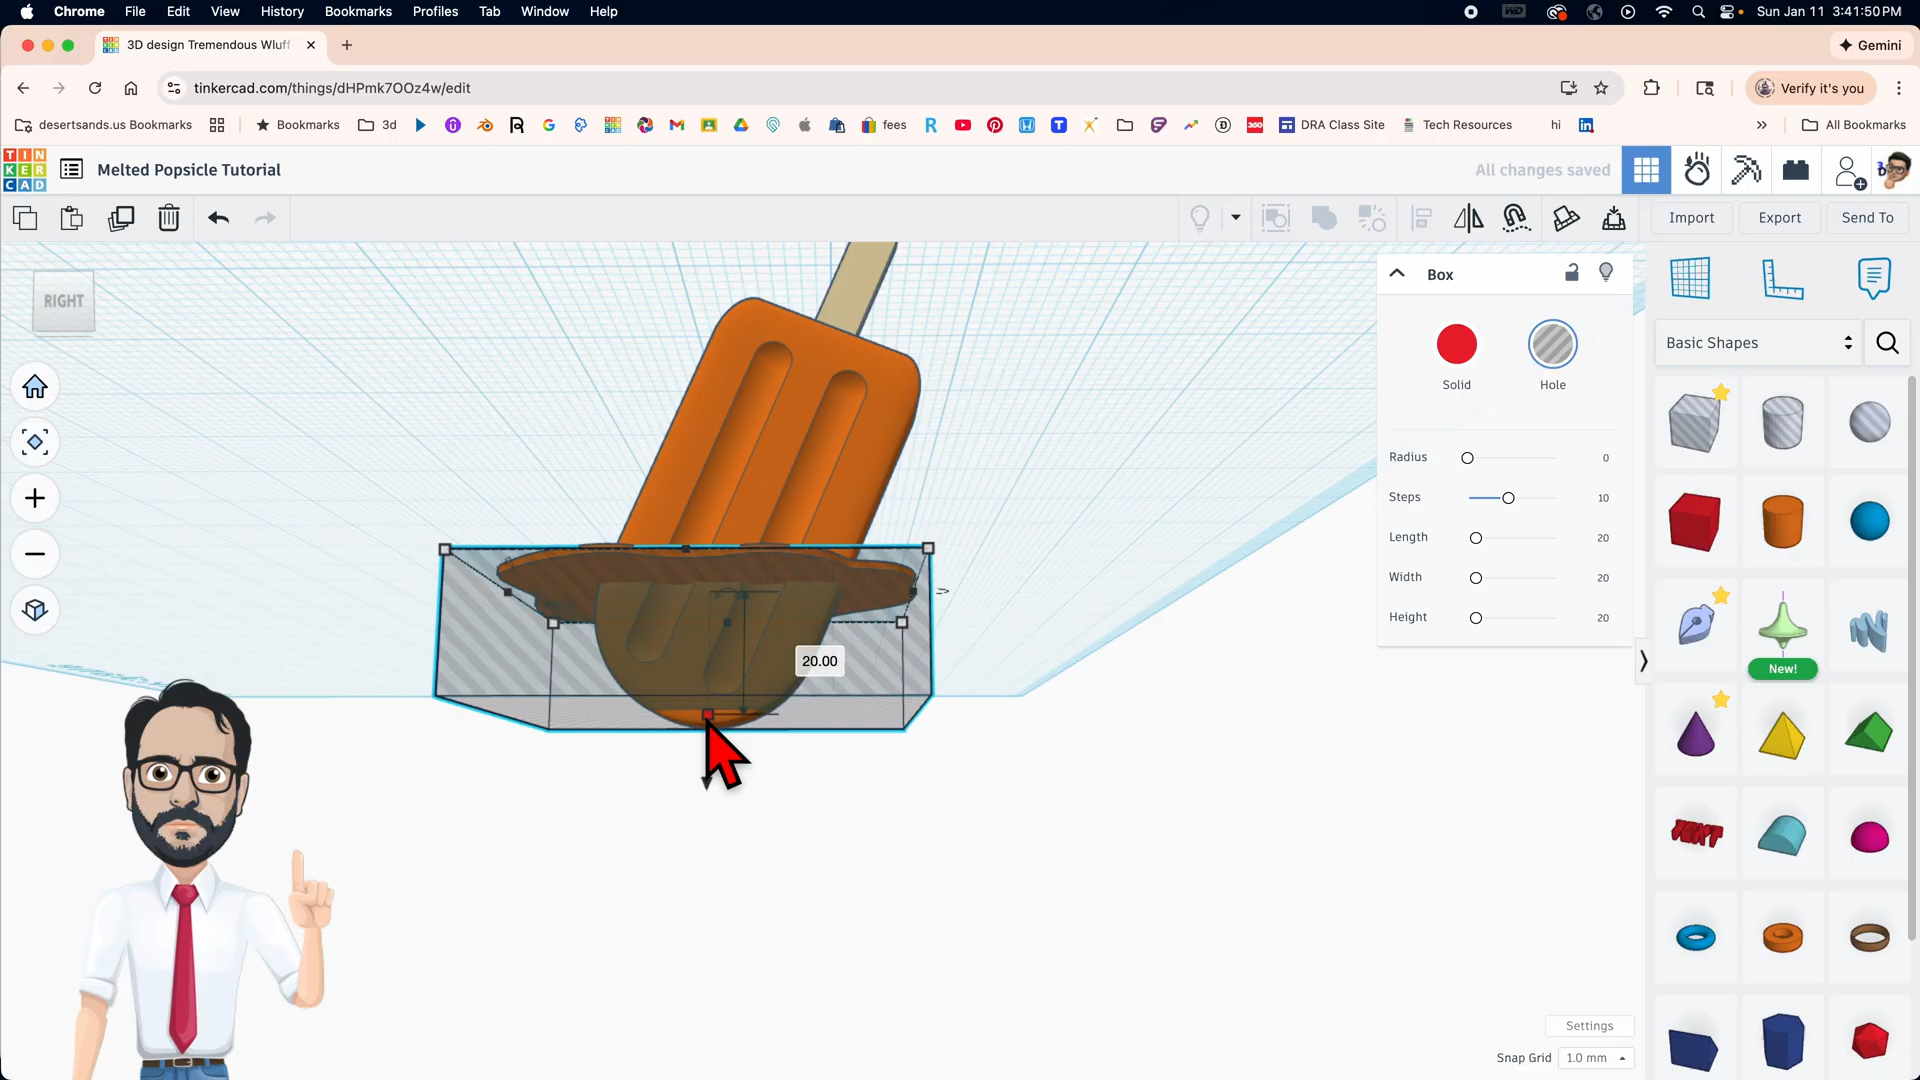 Chrome File Edit View History Bookmarks Profiles Tab Window Help
WD
Sun Jan 11 3:41:50 PM
3D design Tremendous Wluff
Gemini
tinkercad.com/things/dHPmk7OOz4w/edit
Verify it's you
desertsands.us Bookmarks
Bookmarks
3d
fees
DRA Class Site
Tech Resources
hi
All Bookmarks
TIN
KER
CAD
Melted Popsicle Tutorial
All changes saved
Import
Export
Send To
RIGHT
Box
Solid
Hole
Radius 0
Steps 10
Length 20
Width 20
Height 20
20.00
Basic Shapes
New!
TEXT
Settings
Snap Grid 1.0 mm